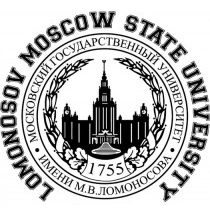 LOMONOSOV MOSCOW STATE UNIVERSITY
МОСКОВСКИЙ ГОСУДАРСТВЕННЫЙ УНИВЕРСИТЕТ
ИМЕНИ М.В.ЛОМОНОСОВА
1755